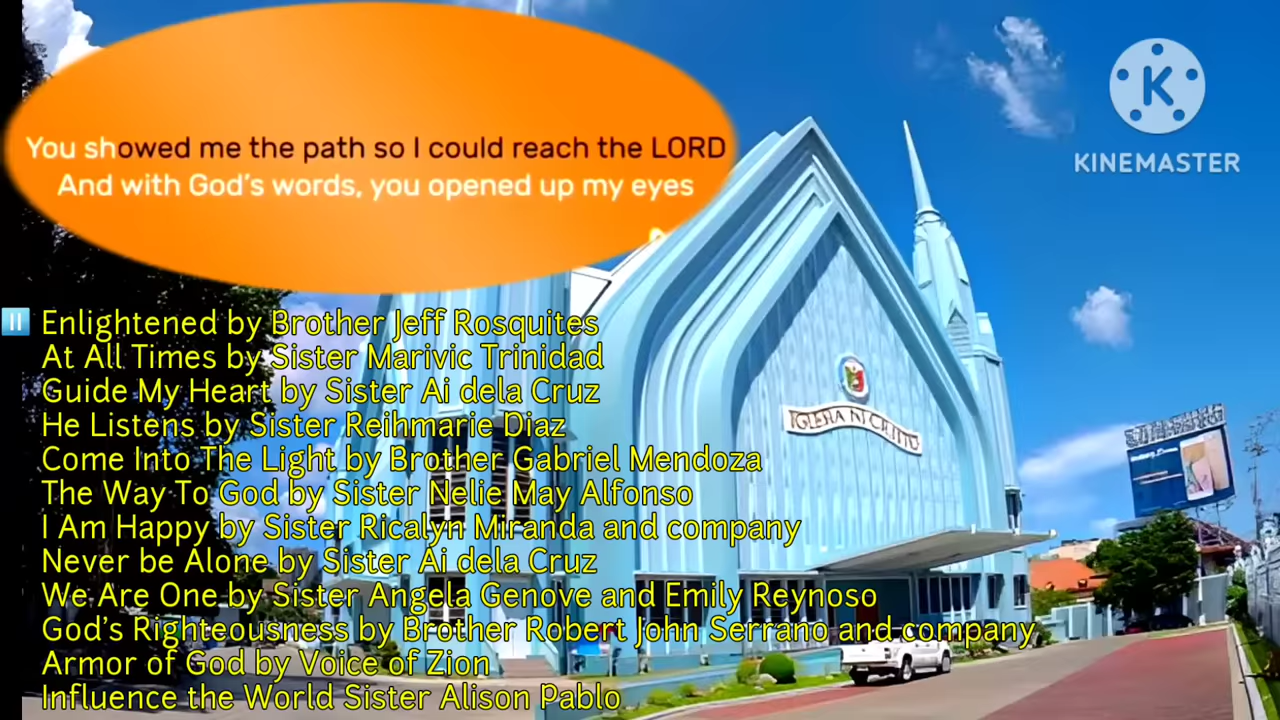 You showed me the path so I could reach the LORD
And with God's words, you opened up my eyes
KINEMASTER
IGLESIA NI CRISTO
Enlightened by Brother Jeff Rosquites
At All Times by Sister Marivic Trinidad
Guide My Heart by Sister Ai dela Cruz
He Listens by Sister Reihmarie Diaz
Come Into The Light by Brother Gabriel Mendoza
The Way To God by Sister Nelie May Alfonso
I Am Happy by Sister Ricalyn Miranda and company
Never be Alone by Sister Ai dela Cruz
We Are One by Sister Angela Genove and Emily Reynoso
God's Righteousness by Brother Robert John Serrano and company
Armor of God by Voice of Zion
Influence the World Sister Alison Pablo